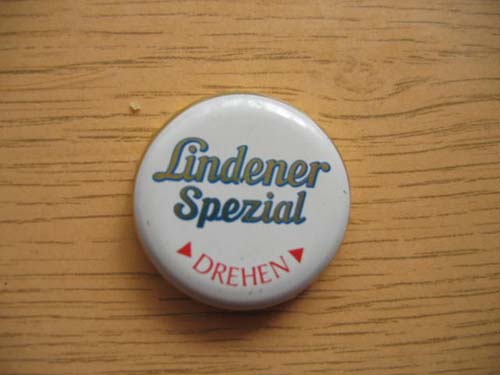 Lindener
Spezial
DREHEN